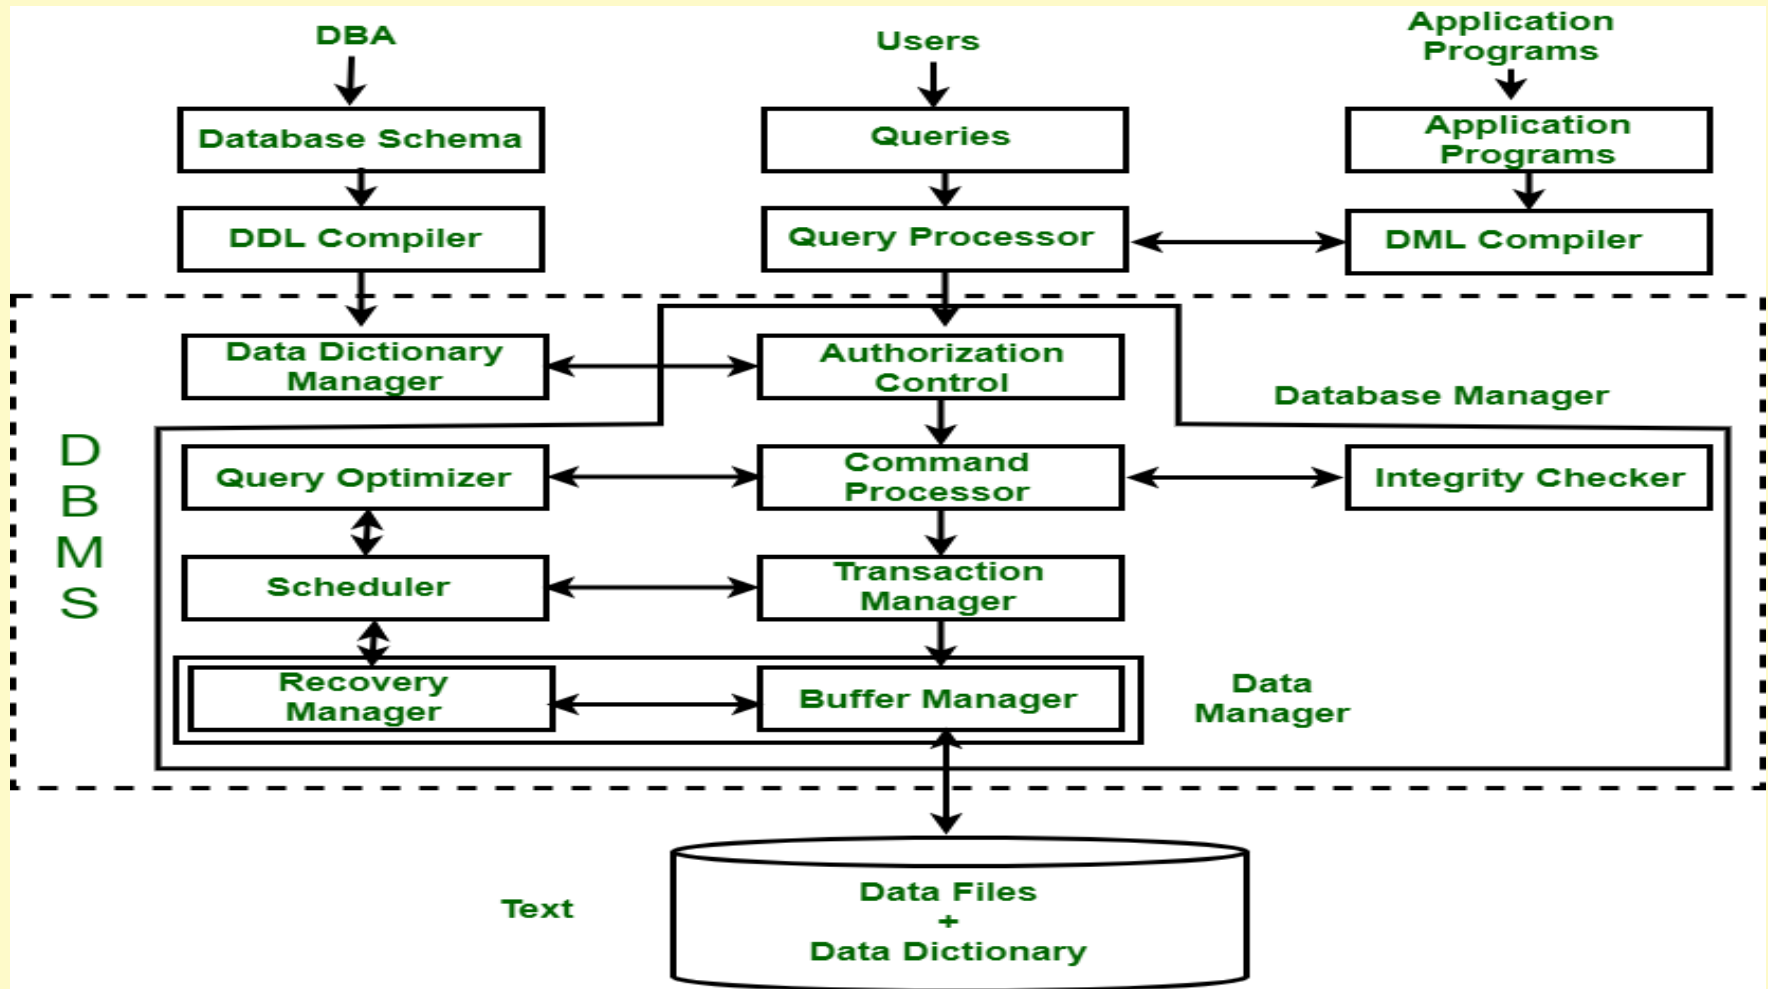 DBA
Users
Application
Programs
Database Schema
Queries
Application
Programs
DDL Compiler
Query Processor
DML Compiler
Data Dictionary
Manager
Authorization
Control
Database Manager
D
B
M
S
Query Optimizer
Command
Processor
Integrity Checker
Scheduler
Transaction
Manager
Recovery
Manager
Buffer Manager
Data
Manager
Text
Data Files
+
Data Dictionary